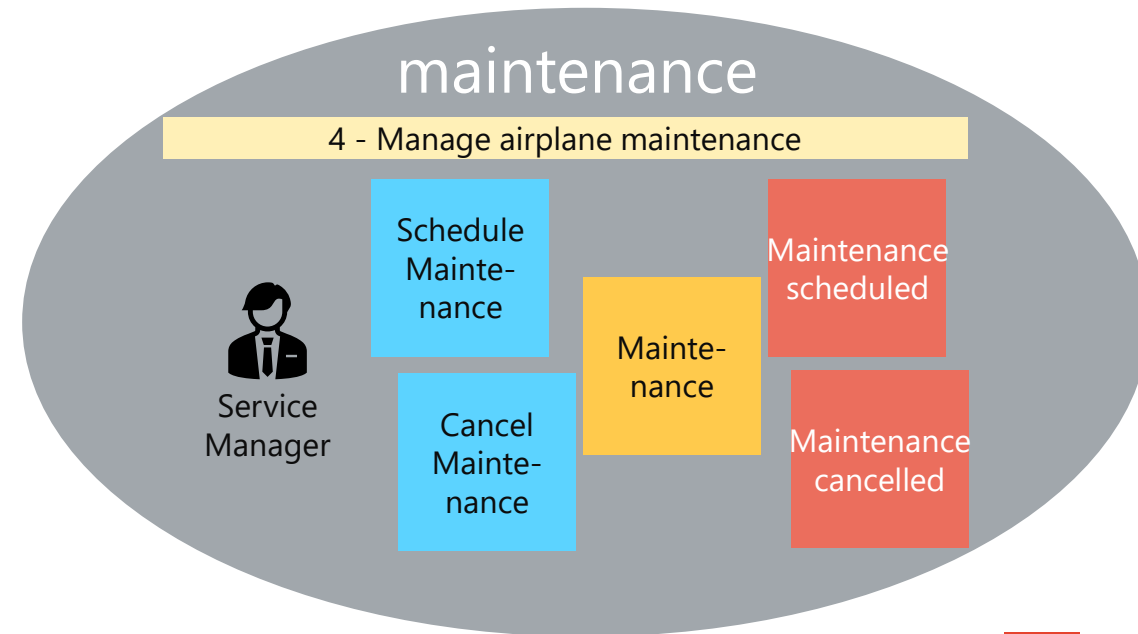 maintenance
4 - Manage airplane maintenance
Schedule
Mainte-
nance
Cancel
Mainte-
nance
Service
Manager
Mainte-
nance
Maintenance
scheduled
Maintenance
cancelled